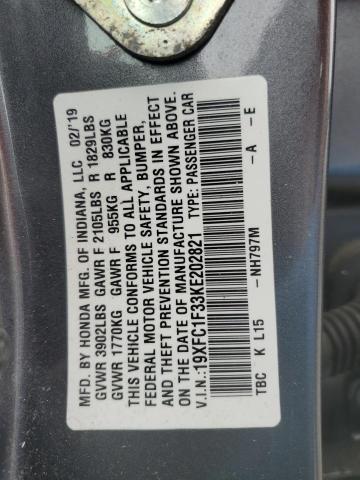 MFD. BY HONDA MFG. OF INDIANA, LLC 02/'19
GVWR 3902LBS GAWR F 2105LBS R 1829LBS
GVWR 1770KG GAWR F 955KG R 830KG
THIS VEHICLE CONFORMS TO ALL APPLICABLE
FEDERAL MOTOR VEHICLE SAFETY, BUMPER,
AND THEFT PREVENTION STANDARDS IN EFFECT
ON THE DATE OF MANUFACTURE SHOWN ABOVE.
V.I.N.:19XFC1F33KE202821 TYPE: PASSENGER CAR
-NH797M -A -E
TBC K L15